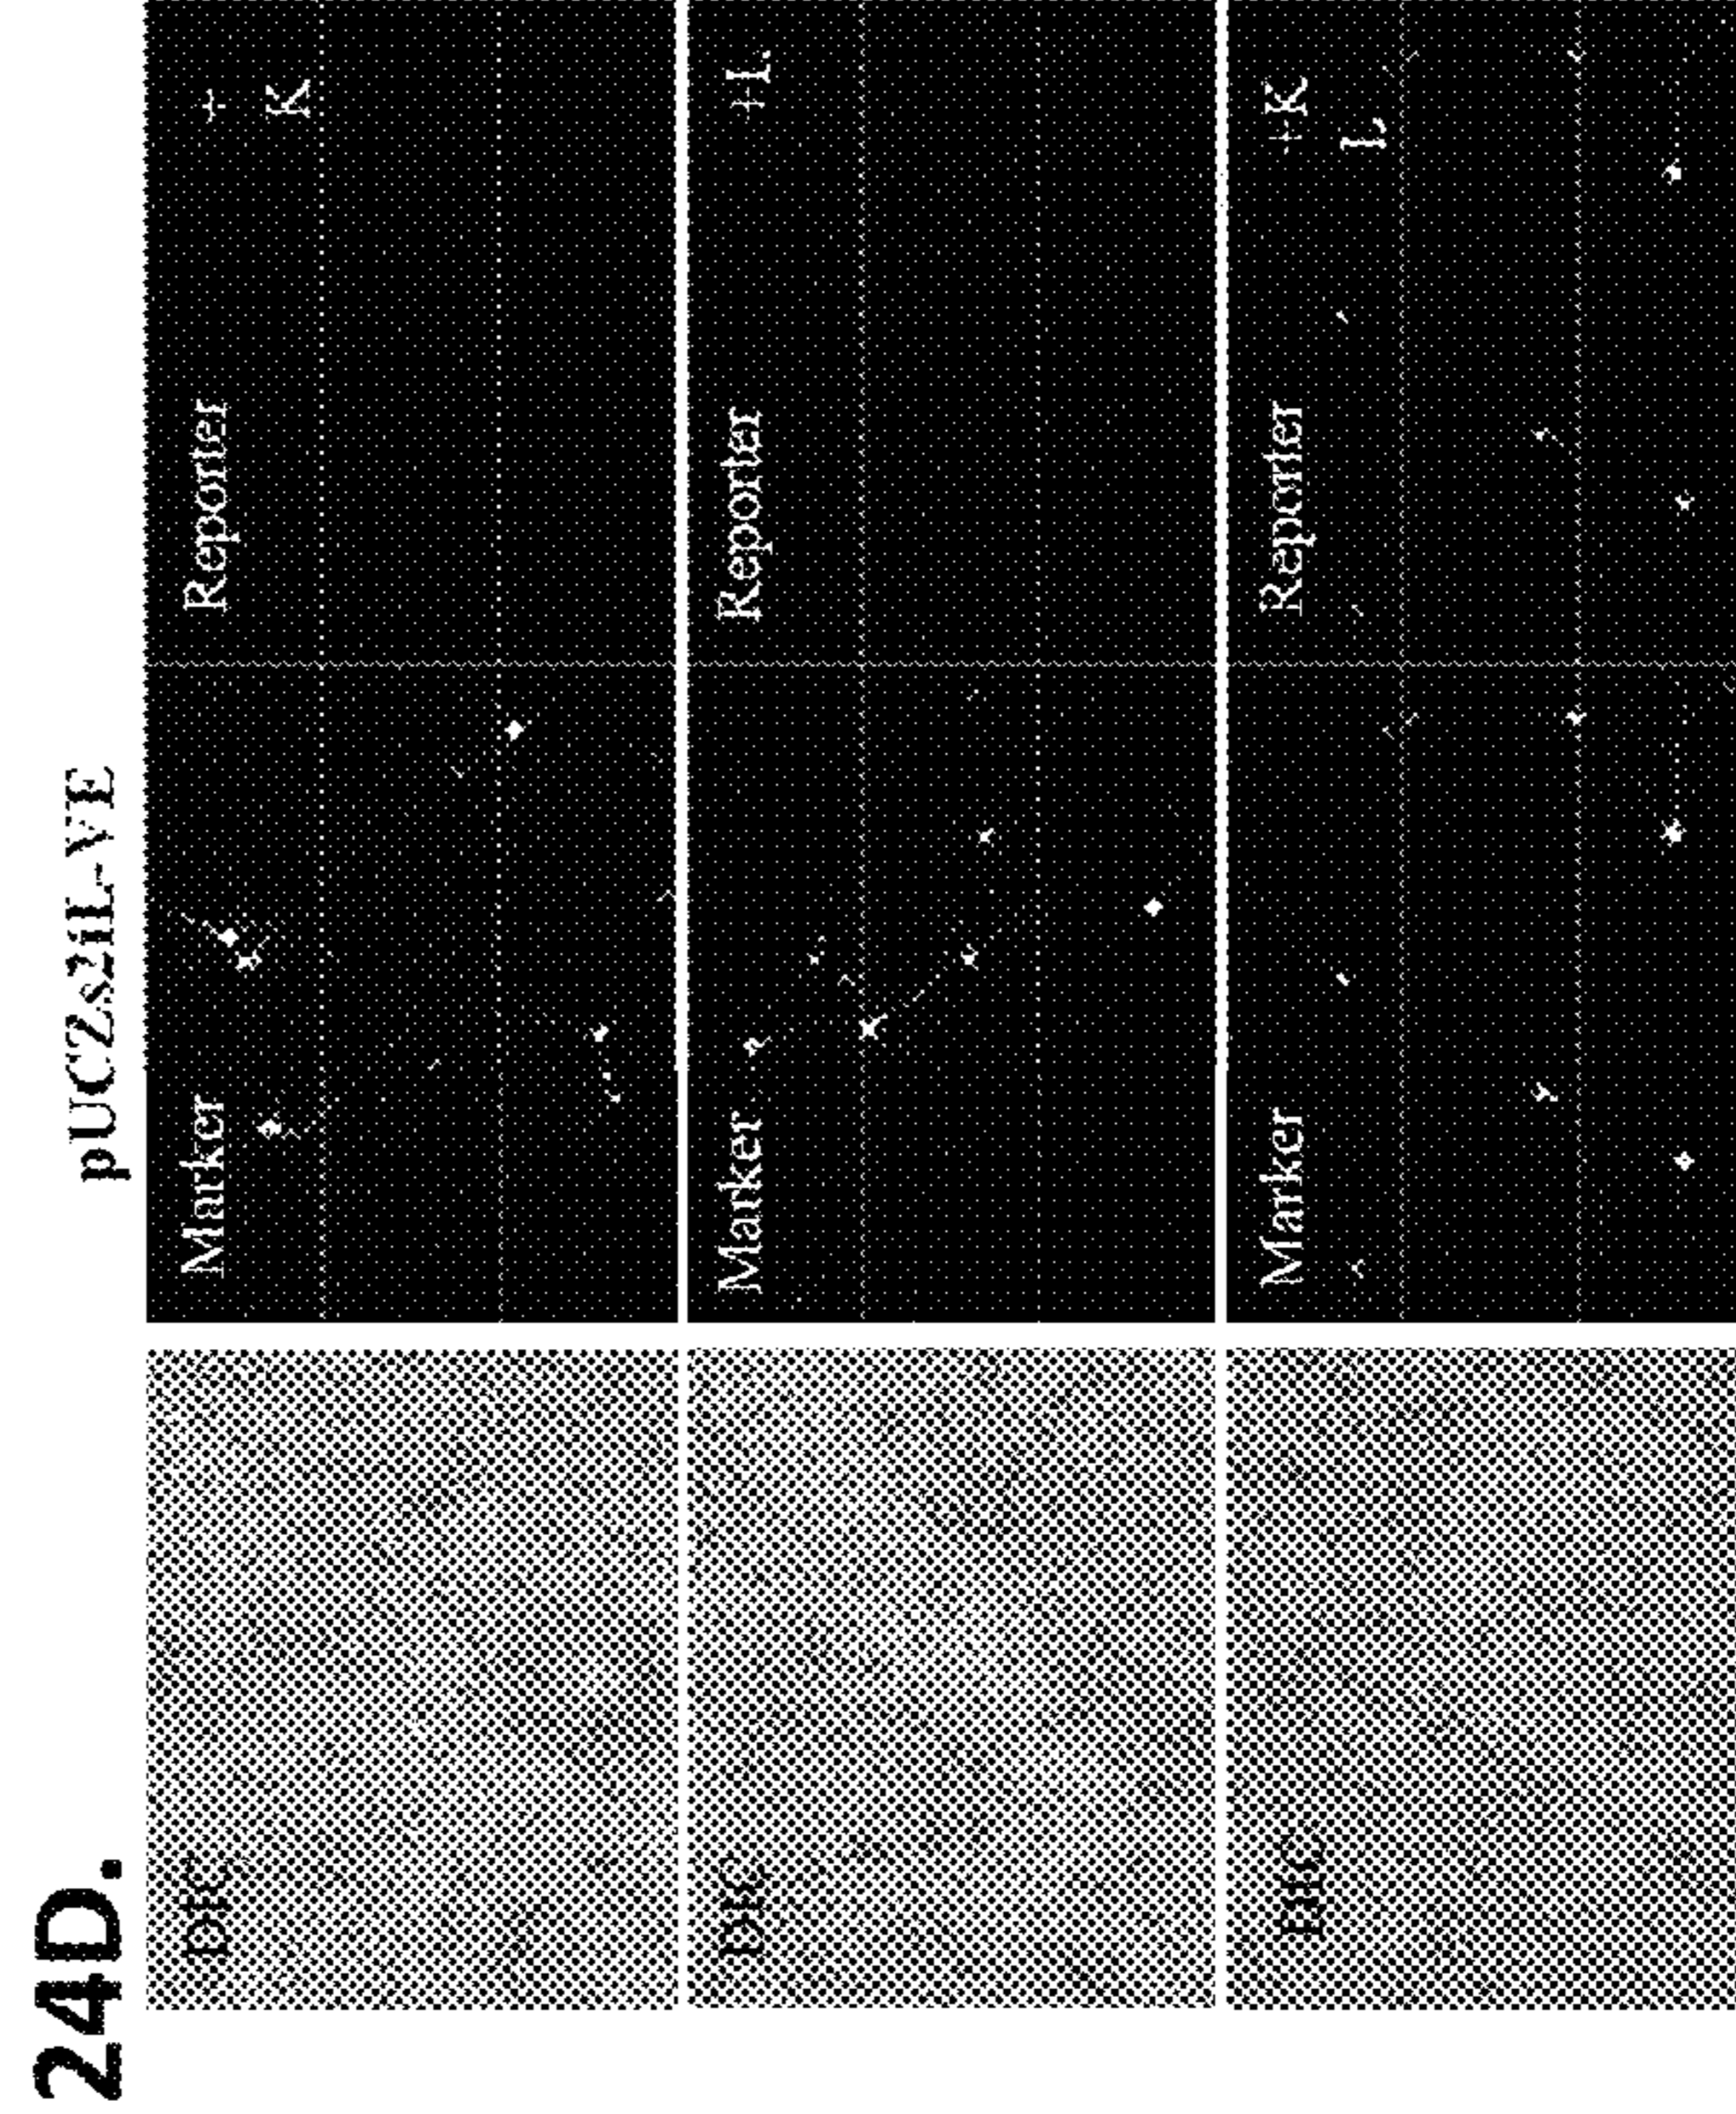 24D.
pUCZs2iL-VE
DIC
Marker
Reporter
+
K
DIC
Marker
Reporter
+L
DIC
Marker
Reporter
+K
L